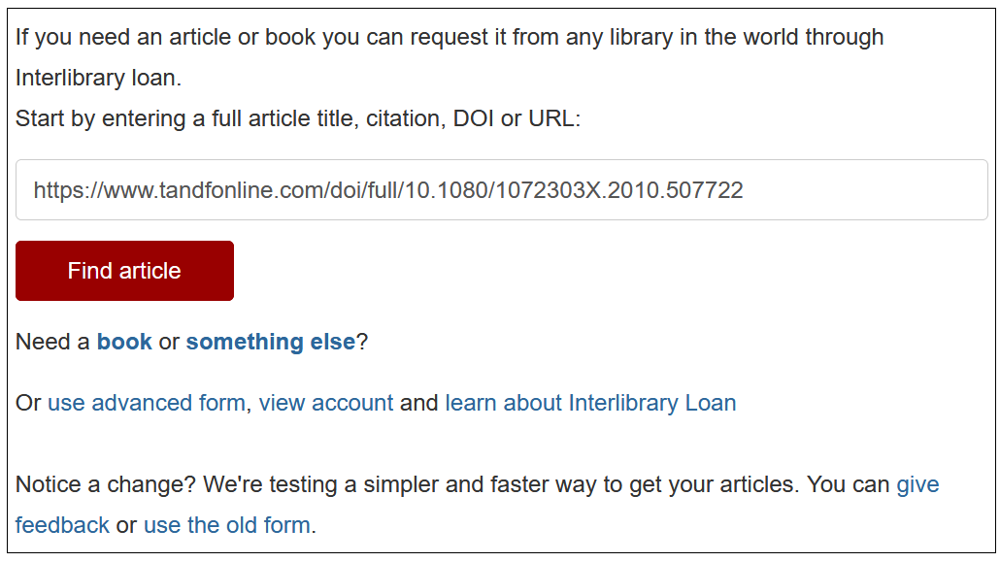 If you need an article or book you can request it from any library in the world through
Interlibrary loan.
Start by entering a full article title, citation, DOI or URL:
https://www.tandfonline.com/doi/full/10.1080/1072303X.2010.507722
Find article
Need a book or something else?
Or use advanced form, view account and learn about Interlibrary Loan
Notice a change? We're testing a simpler and faster way to get your articles. You can give
feedback or use the old form.